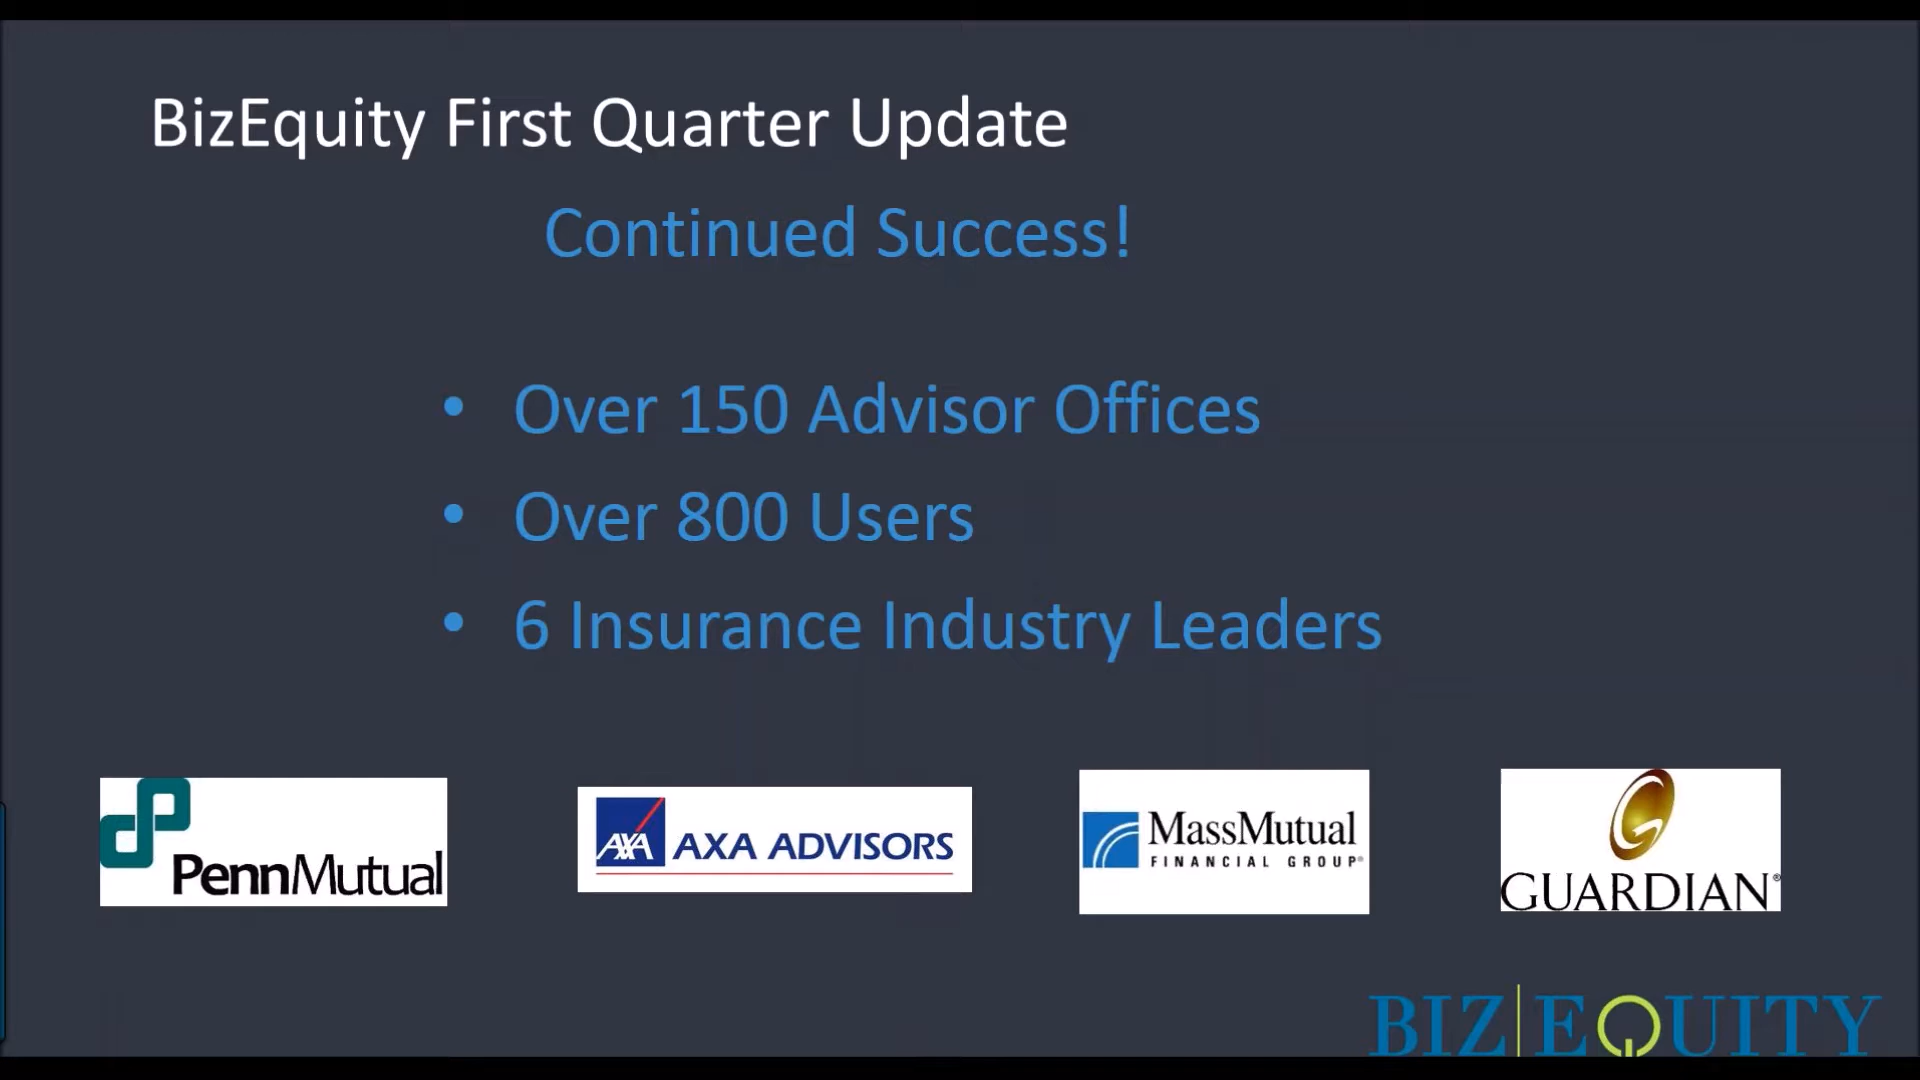 BizEquity First Quarter Update
Continued Success!
• Over 150 Advisor Offices
• Over 800 Users
• 6 Insurance Industry Leaders
PennMutual
AXA AXA ADVISORS
MassMutual
FINANCIAL GROUP®
GUARDIAN®
BIZ|EQUITY